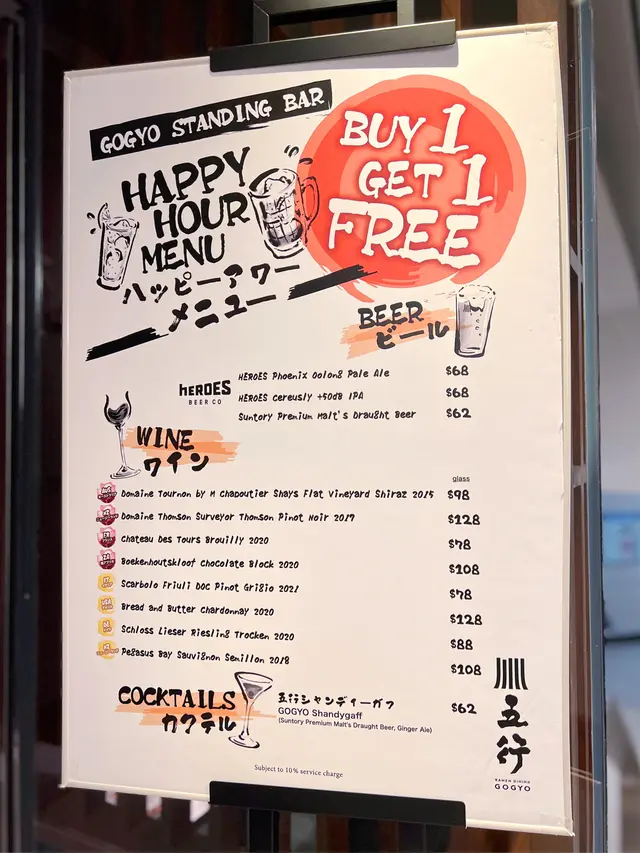 GOGYO STANDING BAR
HAPPY
HOUR
MENU
ハッピーアワー
メニュー
BUY 1
GET 1
FREE
BEER
ビール
HEROES
BEER CO
HEROES Phoenix Oolong Pale Ale $68
HEROES Cereusly +50dB IPA $68
Suntory Premium Malt's Draught Beer $62
WINE
ワイン
glass
Domaine Tournon by M Chapoutier Shays Flat Vineyard Shiraz 2015 $98
Domaine Thomson Surveyor Thomson Pinot Noir 2017 $128
Chateau Des Tours Brouilly 2020 $78
Boekenhoutskloof Chocolate Block 2020 $108
Scarbolo Friuli DOC Pinot Grigio 2021 $78
Bread and Butter Chardonnay 2020 $128
Schloss Lieser Riesling Trocken 2020 $88
Pegasus Bay Sauvignon Semillon 2018 $108
COCKTAILS
カクテル
五行シャンディーガフ
GOGYO Shandygaff $62
(Suntory Premium Malt's Draught Beer, Ginger Ale)
五行
RAMEN DINING
GOGYO
Subject to 10% service charge